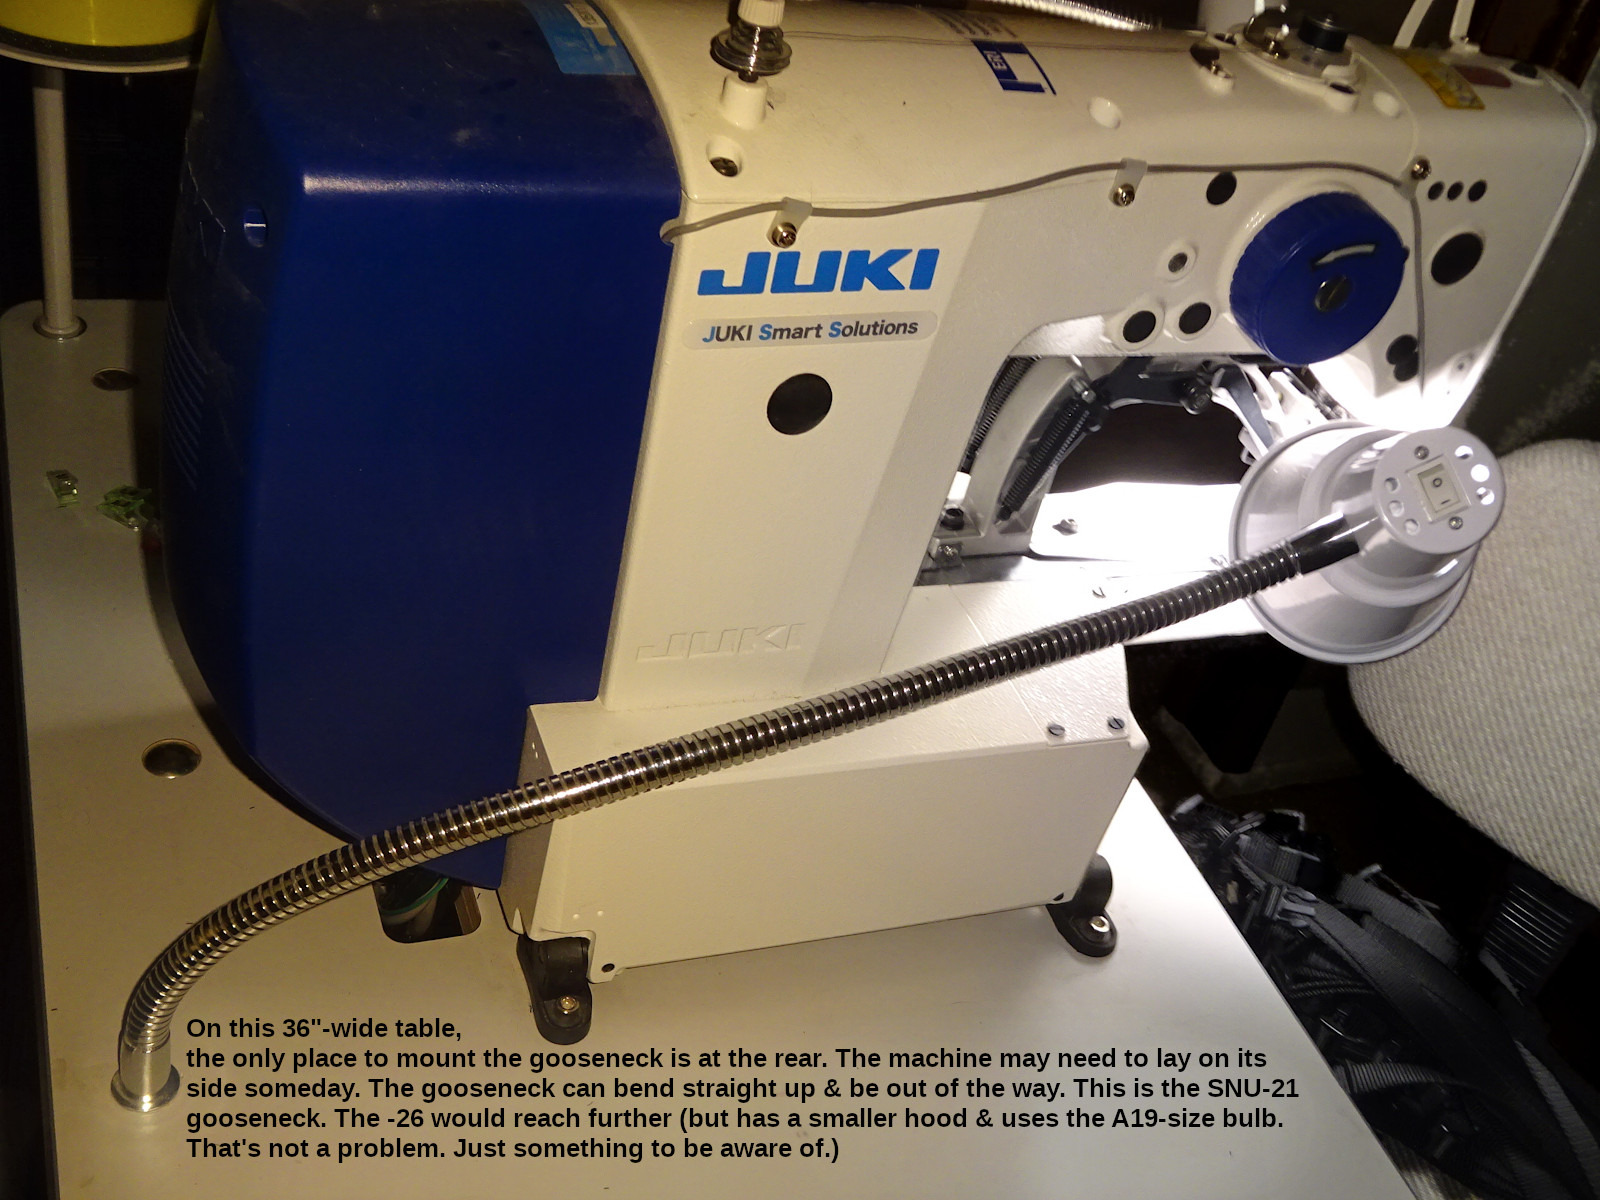 JUKI
JUKI Smart Solutions
JUKI
On this 36"-wide table,
the only place to mount the gooseneck is at the rear. The machine may need to lay on its
side someday. The gooseneck can bend straight up & be out of the way. This is the SNU-21
gooseneck. The -26 would reach further (but has a smaller hood & uses the A19-size bulb.
That's not a problem. Just something to be aware of.)